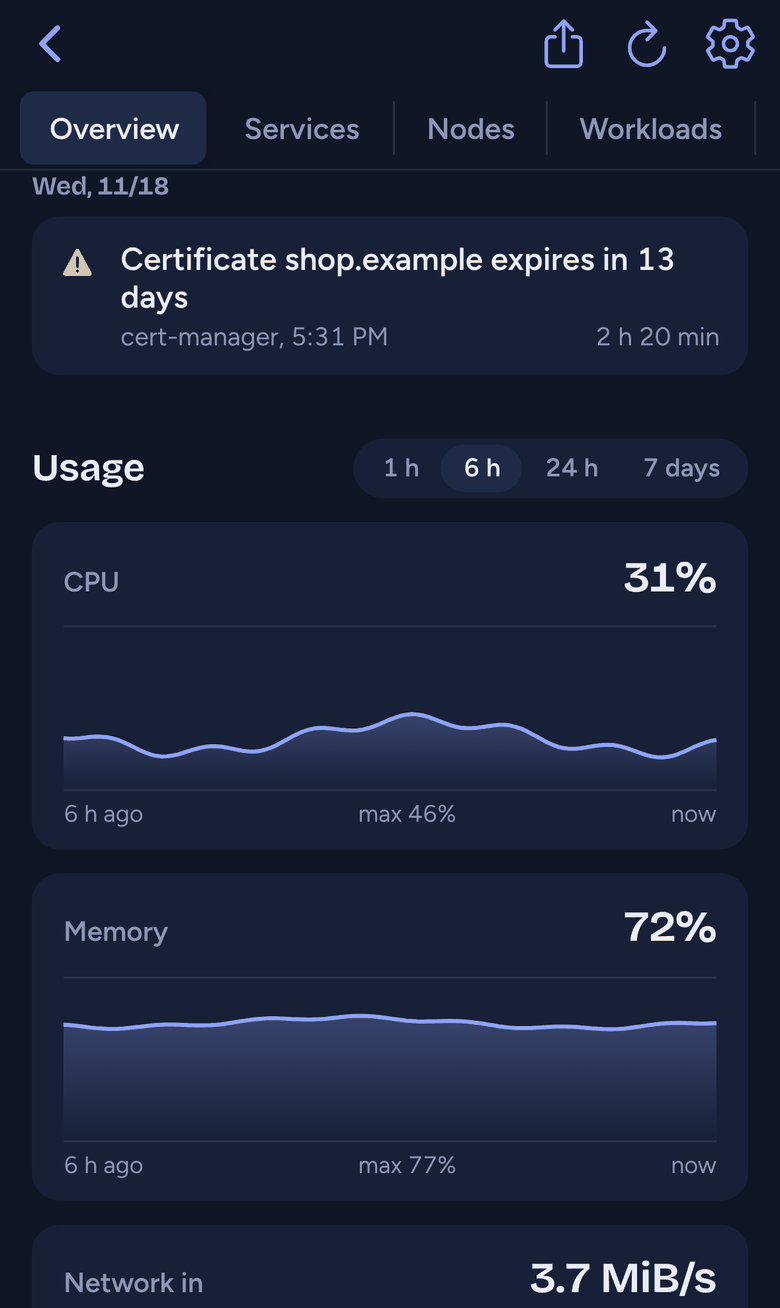 Overview
Services
Nodes
Workloads
Wed, 11/18
Certificate shop.example expires in 13
days
cert-manager, 5:31 PM
2 h 20 min
Usage
1 h
6 h
24 h
7 days
CPU
31%
6 h ago
max 46%
now
Memory
72%
6 h ago
max 77%
now
Network in
3.7 MiB/s